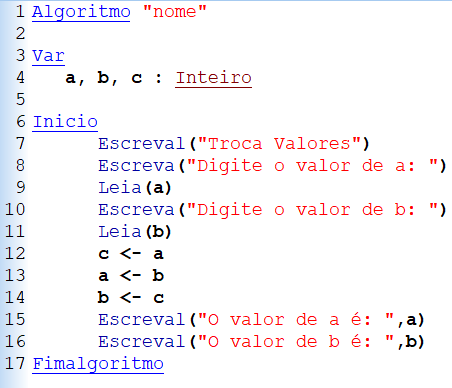 1 Algoritmo "nome"
2
3 Var
4 a, b, c : Inteiro
5
6 Inicio
7 Escreval("Troca Valores")
8 Escreva("Digite o valor de a: ")
9 Leia(a)
10 Escreva("Digite o valor de b: ")
11 Leia(b)
12 c <- a
13 a <- b
14 b <- c
15 Escreval("O valor de a é: ",a)
16 Escreval("O valor de b é: ",b)
17 Fimalgoritmo